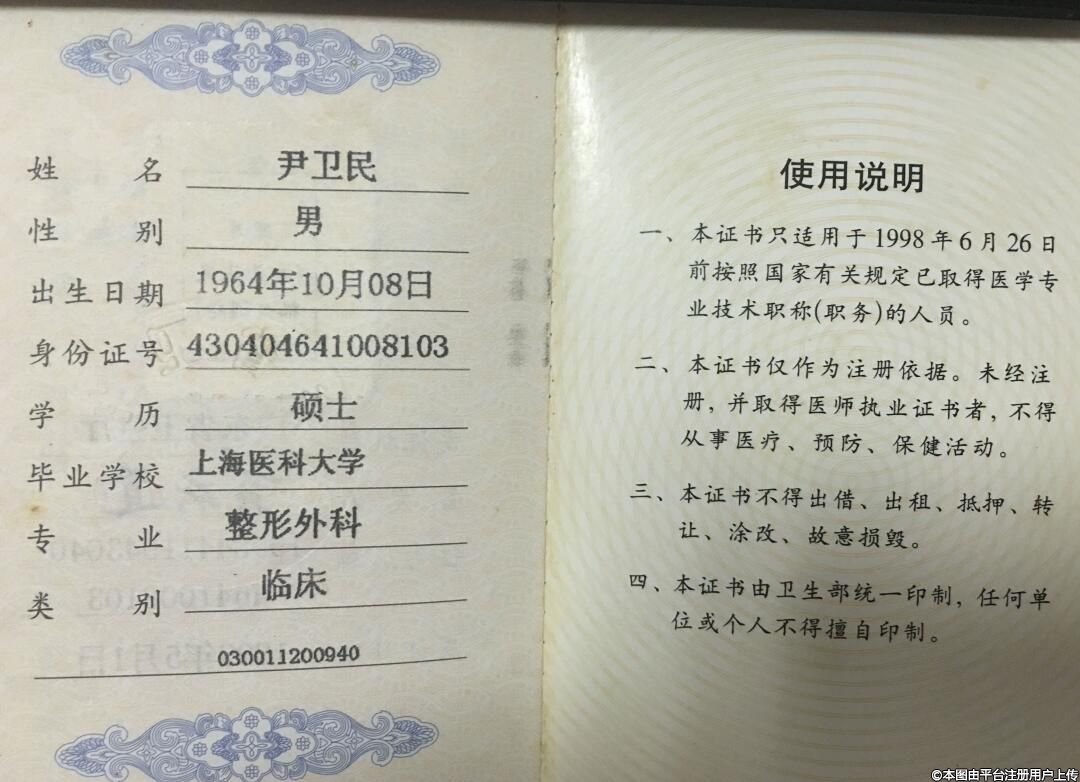 姓名 尹卫民
性别 男
出生日期 1964年10月08日
身份证号 430404641008103
学历 硕士
毕业学校 上海医科大学
专业 整形外科
类别 临床
030011200940
使用说明
一、本证书只适用于1998年6月26日
前按照国家有关规定已取得医学专
业技术职称(职务)的人员。
二、本证书仅作为注册依据。未经注
册,并取得医师执业证书者,不得
从事医疗、预防、保健活动。
三、本证书不得出借、出租、抵押、转
让、涂改、故意损毁。
四、本证书由卫生部统一印制,任何单
位或个人不得擅自印制。
©本图由平台注册用户上传